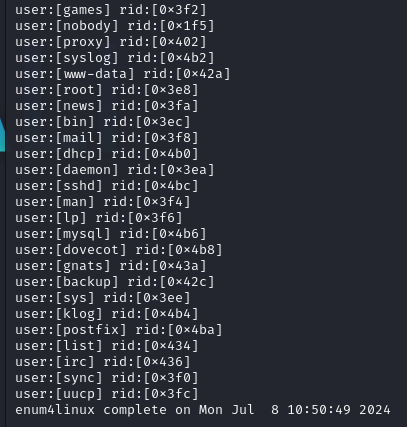 user:[games] rid:[0×3f2]
user:[nobody] rid:[0×1f5]
user:[proxy] rid:[0×402]
user:[syslog] rid:[0×4b2]
user:[www-data] rid:[0×42a]
user:[root] rid:[0×3e8]
user:[news] rid:[0×3fa]
user:[bin] rid:[0×3ec]
user:[mail] rid:[0×3f8]
user:[dhcp] rid:[0×4b0]
user:[daemon] rid:[0×3ea]
user:[sshd] rid:[0×4bc]
user:[man] rid:[0×3f4]
user:[lp] rid:[0×3f6]
user:[mysql] rid:[0×4b6]
user:[dovecot] rid:[0×4b8]
user:[gnats] rid:[0×43a]
user:[backup] rid:[0×42c]
user:[sys] rid:[0×3ee]
user:[klog] rid:[0×4b4]
user:[postfix] rid:[0×4ba]
user:[list] rid:[0×434]
user:[irc] rid:[0×436]
user:[sync] rid:[0×3f0]
user:[uucp] rid:[0×3fc]
enum4linux complete on Mon Jul  8 10:50:49 2024